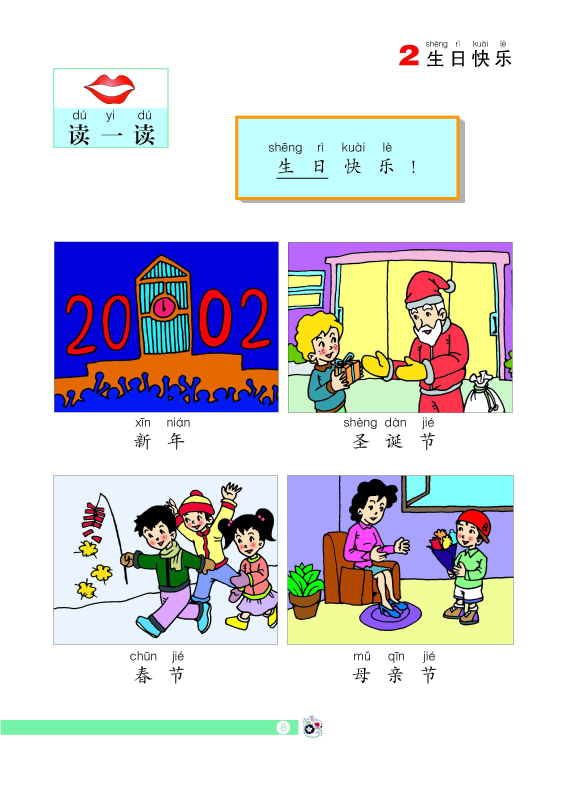 shēng rì kuài lè
2 生日快乐
dú yi dú
读一读
shēng rì kuài lè
生日快乐！
2002
xīn nián
新年
shèng dàn jié
圣诞节
chūn jié
春节
mǔ qīn jié
母亲节
8